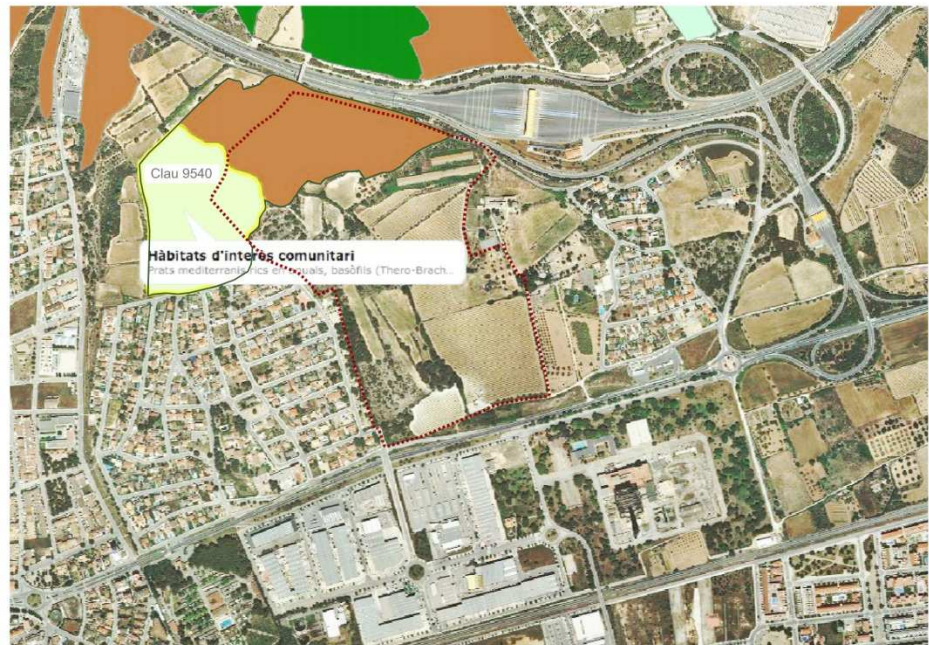 Clau 9540
Hàbitats d'interès comunitari
Prats mediterranis rics en anuals, basòfils (Thero-Brach...